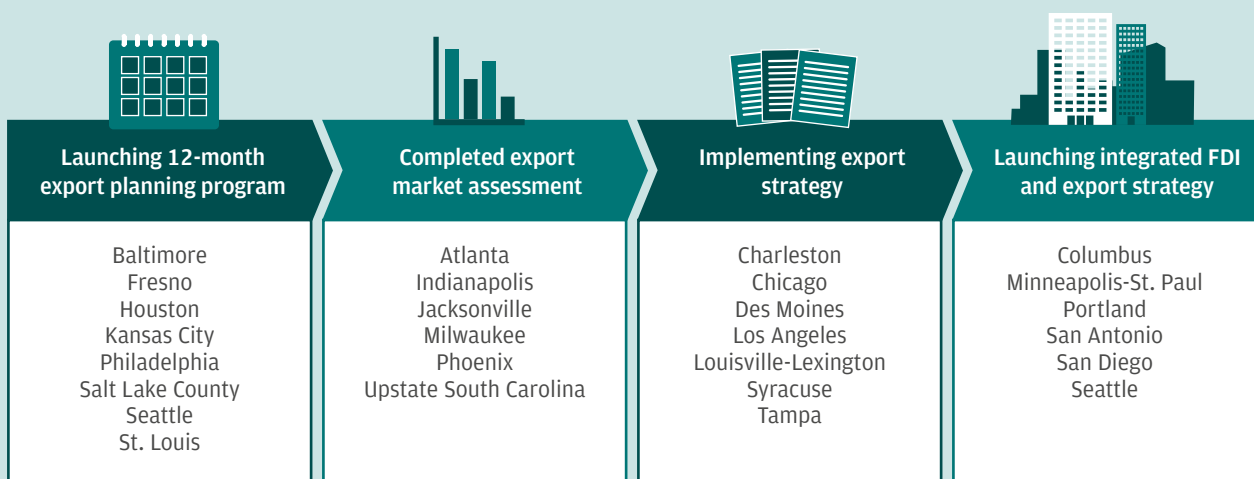 Launching 12-month
export planning program
Baltimore
Fresno
Houston
Kansas City
Philadelphia
Salt Lake County
Seattle
St. Louis
Completed export
market assessment
Atlanta
Indianapolis
Jacksonville
Milwaukee
Phoenix
Upstate South Carolina
Implementing export
strategy
Charleston
Chicago
Des Moines
Los Angeles
Louisville-Lexington
Syracuse
Tampa
Launching integrated FDI
and export strategy
Columbus
Minneapolis-St. Paul
Portland
San Antonio
San Diego
Seattle